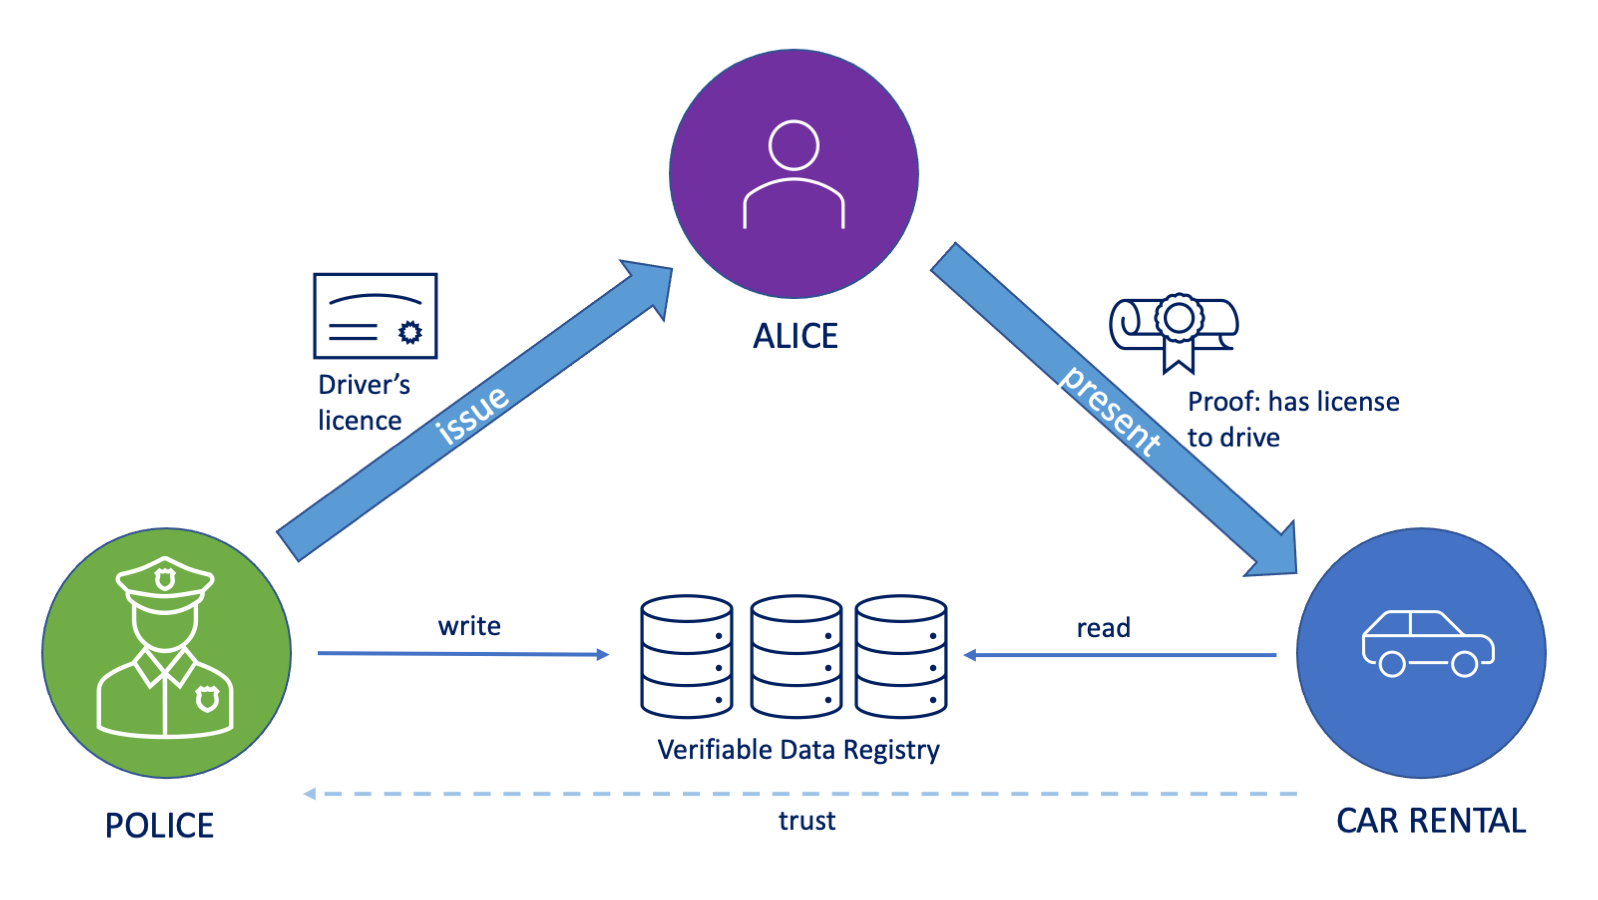 ALICE
Driver's
licence
issue
present
Proof: has license
to drive
write
read
Verifiable Data Registry
trust
POLICE
CAR RENTAL